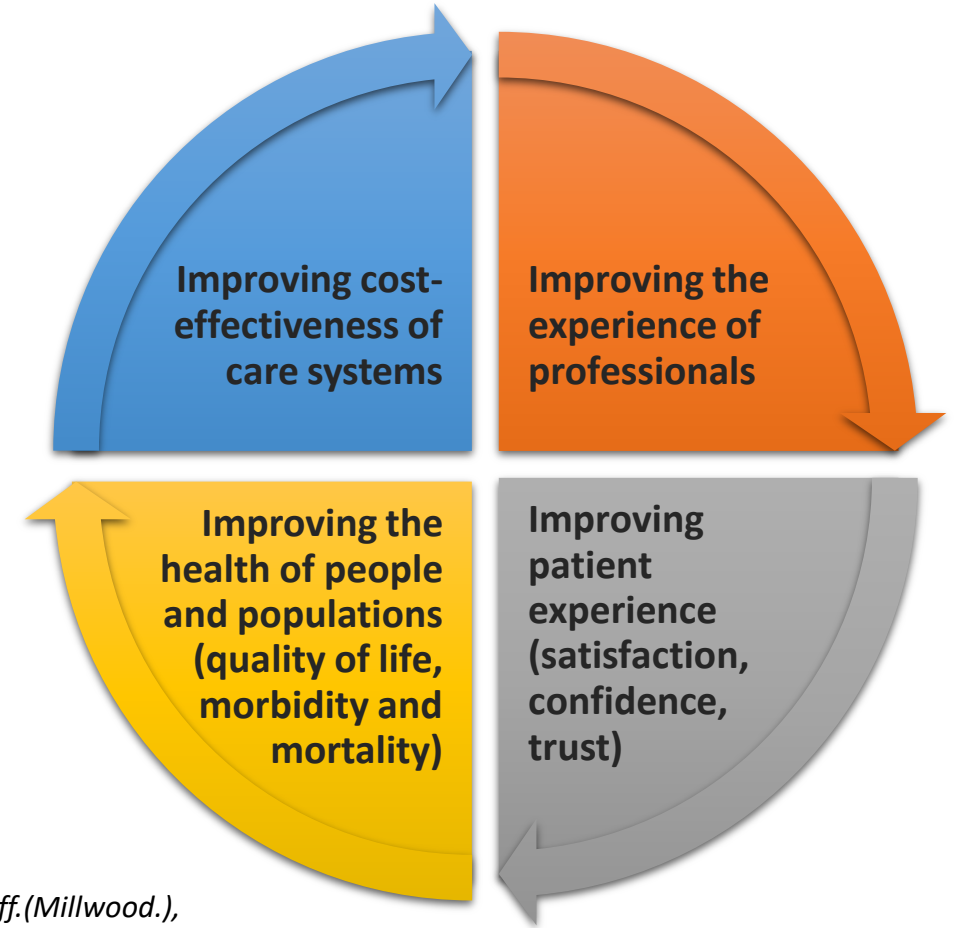 Improving cost-
effectiveness of
care systems
Improving the
experience of
professionals
Improving the
health of people
and populations
(quality of life,
morbidity and
mortality)
Improving
patient
experience
(satisfaction,
confidence,
trust)
ff.(Millwood.),